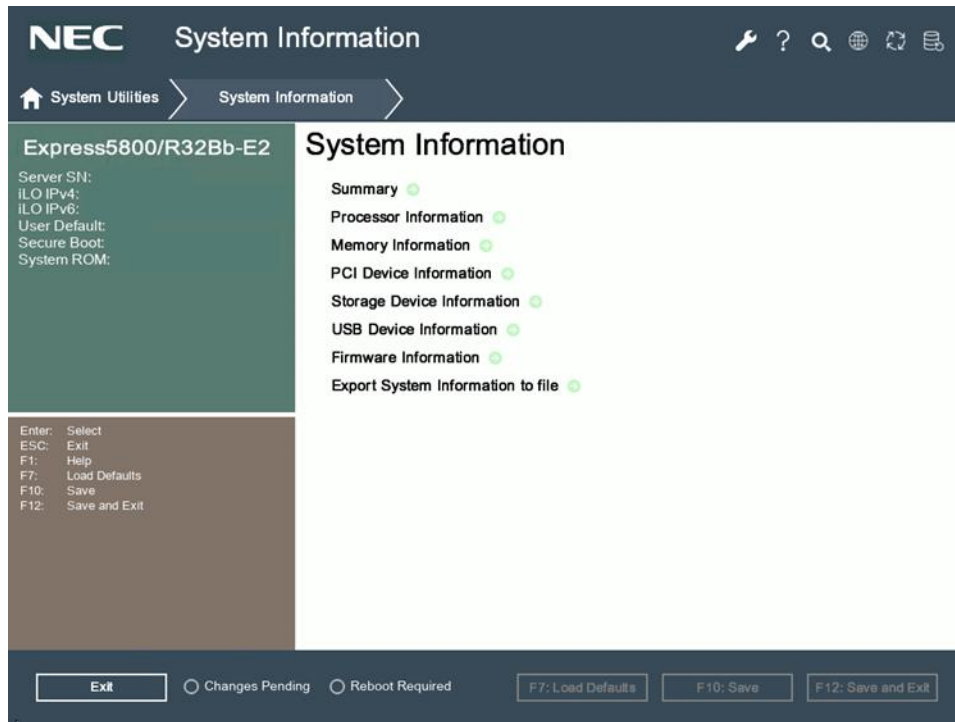 NEC System Information
?
System Utilities System Information
Express5800/R32Bb-E2
Server SN:
iLO IPv4:
iLO IPv6:
User Default:
Secure Boot:
System ROM:
Enter: Select
ESC: Exit
F1: Help
F7: Load Defaults
F10: Save
F12: Save and Exit
System Information
Summary
Processor Information
Memory Information
PCI Device Information
Storage Device Information
USB Device Information
Firmware Information
Export System Information to file
Exit Changes Pending Reboot Required F7: Load Defaults F10: Save F12: Save and Exit